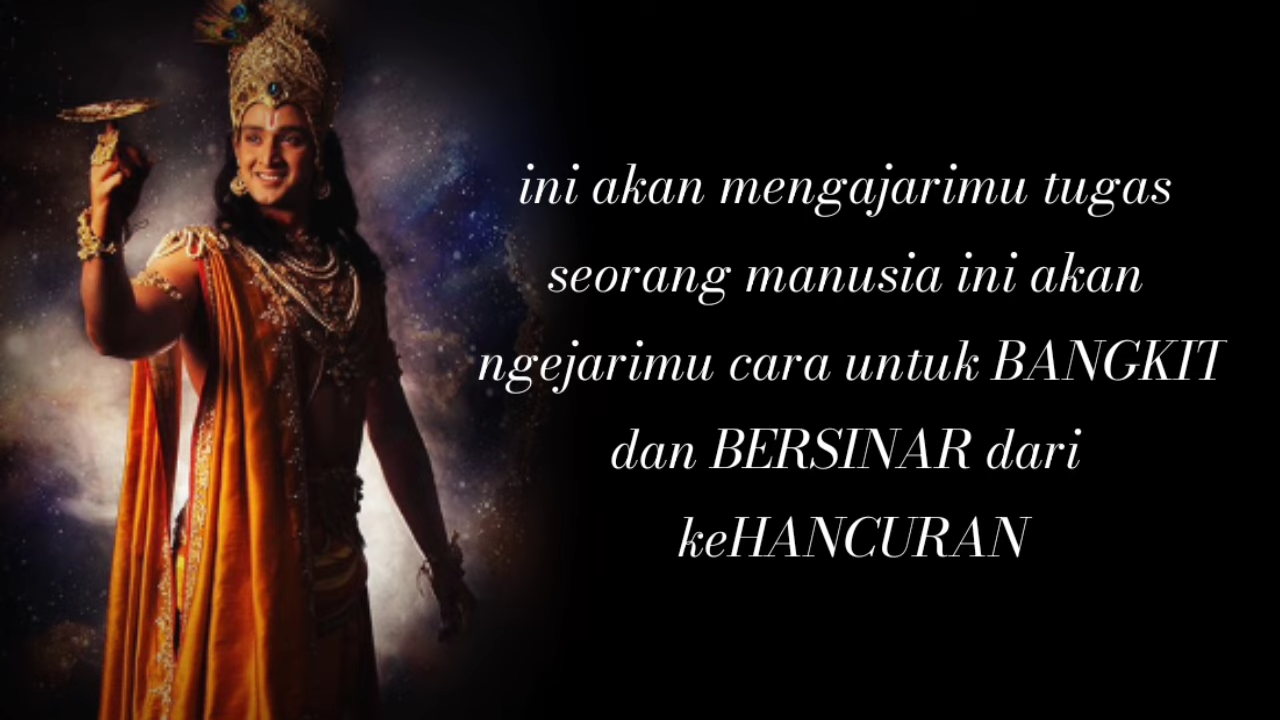 ini akan mengajarimu tugas
seorang manusia ini akan
ngejarimu cara untuk BANGKIT
dan BERSINAR dari
keHANCURAN